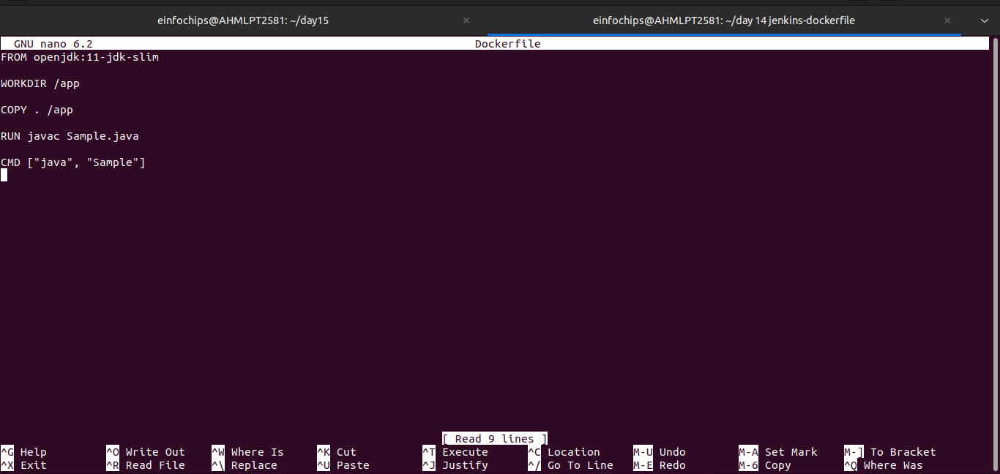 einfochips@AHMLPT2581: ~/day15 × einfochips@AHMLPT2581: ~/day 14 jenkins-dockerfile ×
GNU nano 6.2 Dockerfile
FROM openjdk:11-jdk-slim
WORKDIR /app
COPY . /app
RUN javac Sample.java
CMD ["java", "Sample"]
[ Read 9 lines ]
^G Help ^O Write Out ^W Where Is ^K Cut ^T Execute ^C Location M-U Undo M-A Set Mark M-] To Bracket
^X Exit ^R Read File ^\ Replace ^U Paste ^J Justify ^/ Go To Line M-E Redo M-6 Copy ^Q Where Was